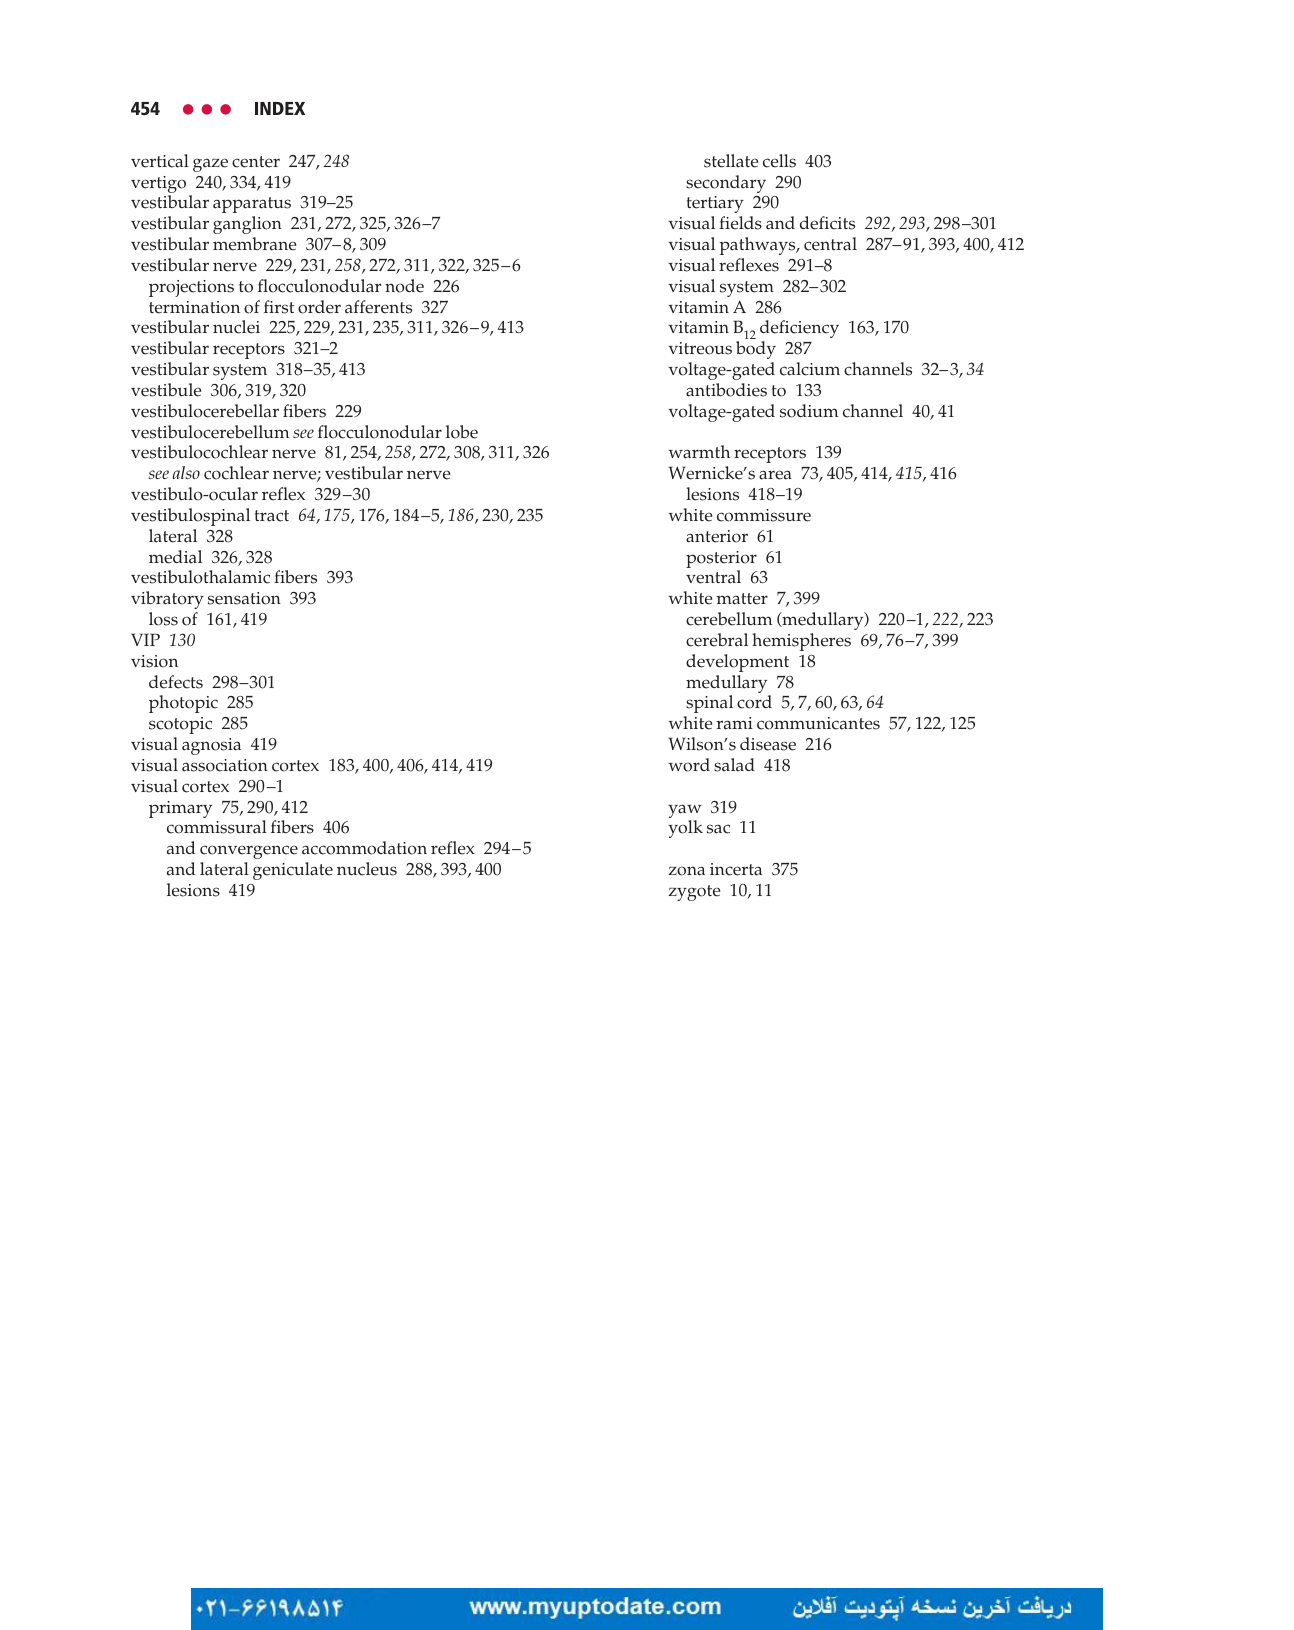 454 ● ● ● INDEX
vertical gaze center 247, 248
vertigo 240, 334, 419
vestibular apparatus 319–25
vestibular ganglion 231, 272, 325, 326–7
vestibular membrane 307–8, 309
vestibular nerve 229, 231, 258, 272, 311, 322, 325–6
projections to flocculonodular node 226
termination of first order afferents 327
vestibular nuclei 225, 229, 231, 235, 311, 326–9, 413
vestibular receptors 321–2
vestibular system 318–35, 413
vestibule 306, 319, 320
vestibulocerebellar fibers 229
vestibulocerebellum see flocculonodular lobe
vestibulocochlear nerve 81, 254, 258, 272, 308, 311, 326
see also cochlear nerve; vestibular nerve
vestibulo-ocular reflex 329–30
vestibulospinal tract 64, 175, 176, 184–5, 186, 230, 235
lateral 328
medial 326, 328
vestibulothalamic fibers 393
vibratory sensation 393
loss of 161, 419
VIP 130
vision
defects 298–301
photopic 285
scotopic 285
visual agnosia 419
visual association cortex 183, 400, 406, 414, 419
visual cortex 290–1
primary 75, 290, 412
commissural fibers 406
and convergence accommodation reflex 294–5
and lateral geniculate nucleus 288, 393, 400
lesions 419
stellate cells 403
secondary 290
tertiary 290
visual fields and deficits 292, 293, 298–301
visual pathways, central 287–91, 393, 400, 412
visual reflexes 291–8
visual system 282–302
vitamin A 286
vitamin B12 deficiency 163, 170
vitreous body 287
voltage-gated calcium channels 32–3, 34
antibodies to 133
voltage-gated sodium channel 40, 41
warmth receptors 139
Wernicke's area 73, 405, 414, 415, 416
lesions 418–19
white commissure
anterior 61
posterior 61
ventral 63
white matter 7, 399
cerebellum (medullary) 220–1, 222, 223
cerebral hemispheres 69, 76–7, 399
development 18
medullary 78
spinal cord 5, 7, 60, 63, 64
white rami communicantes 57, 122, 125
Wilson's disease 216
word salad 418
yaw 319
yolk sac 11
zona incerta 375
zygote 10, 11
۰۲۱-۶۶۱۹۸۵۱۴ www.myuptodate.com دریافت آخرین نسخه آپتودیت آفلاین